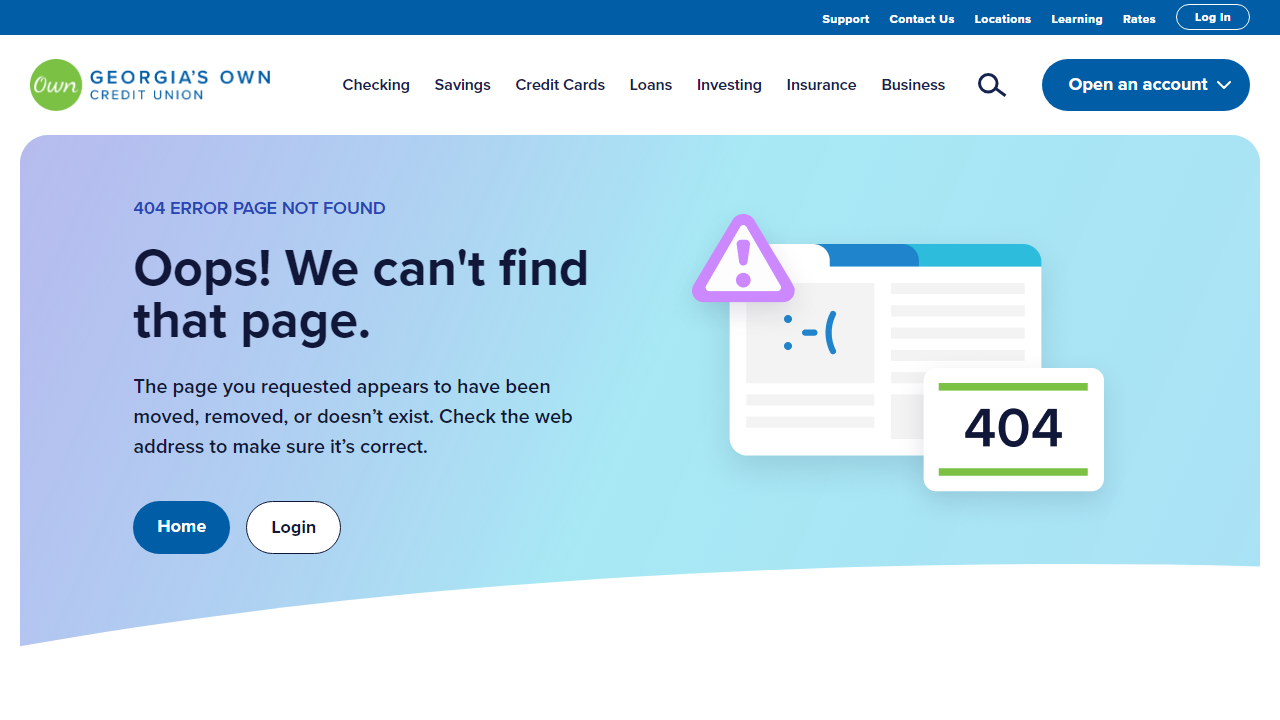 Support Contact Us Locations Learning Rates Log In
Own GEORGIA'S OWN
CREDIT UNION
Checking Savings Credit Cards Loans Investing Insurance Business Open an account
404 ERROR PAGE NOT FOUND
Oops! We can't find
that page.
The page you requested appears to have been
moved, removed, or doesn’t exist. Check the web
address to make sure it’s correct.
Home Login
:-(
404